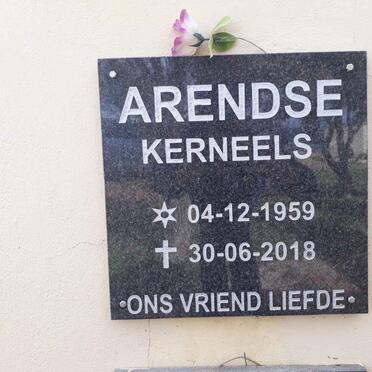 ARENDSE
KERNEELS
✡ 04-12-1959
✝ 30-06-2018
•ONS VRIEND LIEFDE•